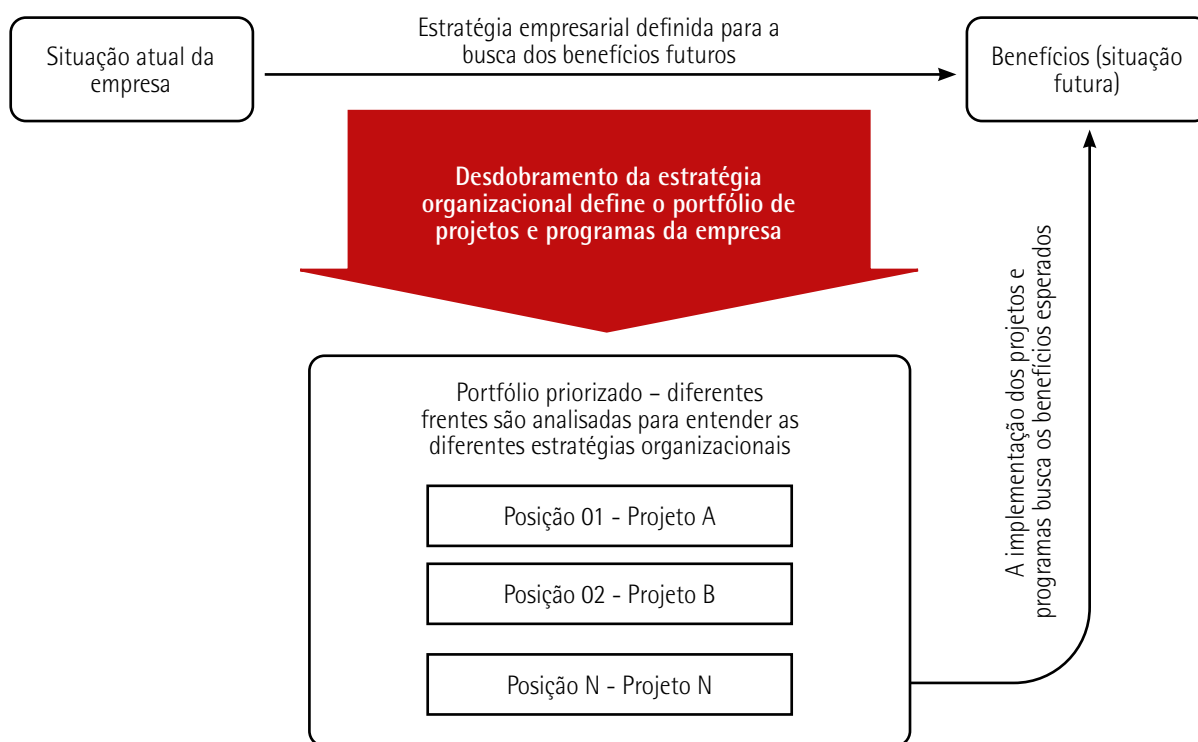 Situação atual da
empresa
Estratégia empresarial definida para a
busca dos benefícios futuros
Benefícios (situação
futura)
Desdobramento da estratégia
organizacional define o portfólio de
projetos e programas da empresa
Portfólio priorizado – diferentes
frentes são analisadas para entender as
diferentes estratégias organizacionais
Posição 01 - Projeto A
Posição 02 - Projeto B
Posição N - Projeto N
A implementação dos projetos e
programas busca os benefícios esperados